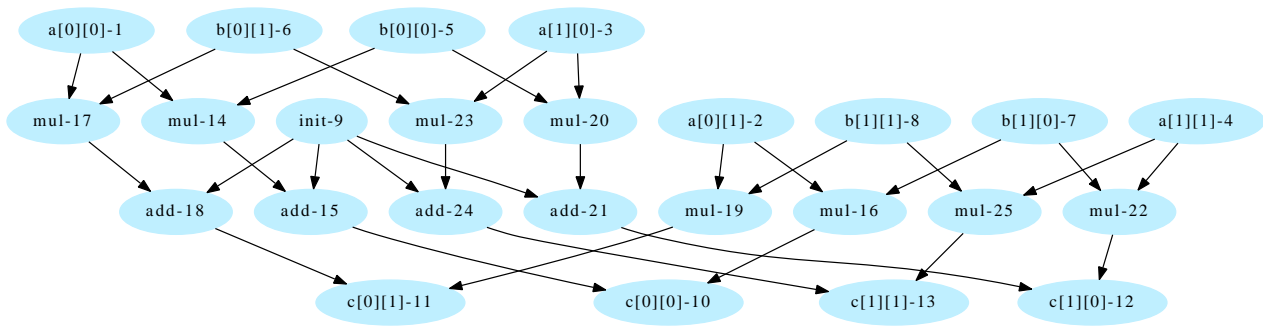 a[0][0]-1 b[0][1]-6 b[0][0]-5 a[1][0]-3
mul-17 mul-14 init-9 mul-23 mul-20 a[0][1]-2 b[1][1]-8 b[1][0]-7 a[1][1]-4
add-18 add-15 add-24 add-21 mul-19 mul-16 mul-25 mul-22
c[0][1]-11 c[0][0]-10 c[1][1]-13 c[1][0]-12